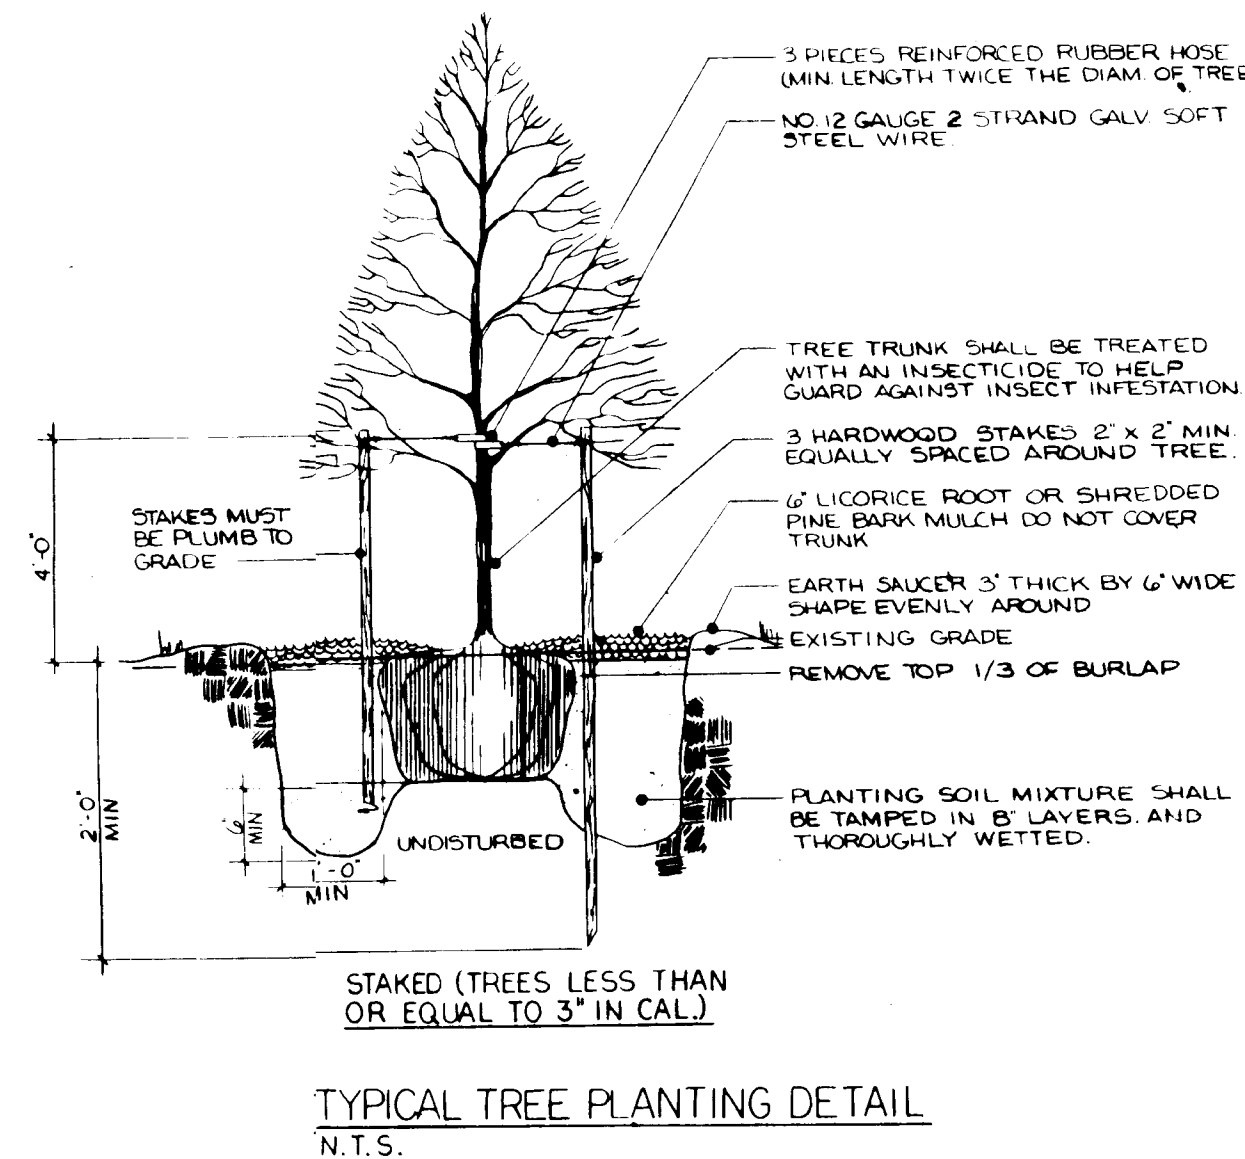 3 PIECES REINFORCED RUBBER HOSE
(MIN. LENGTH TWICE THE DIAM. OF TREE
NO. 12 GAUGE 2 STRAND GALV. SOFT
STEEL WIRE.
TREE TRUNK SHALL BE TREATED
WITH AN INSECTICIDE TO HELP
GUARD AGAINST INSECT INFESTATION.
3 HARDWOOD STAKES 2" X 2" MIN.
EQUALLY SPACED AROUND TREE.
6" LICORICE ROOT OR SHREDDED
PINE BARK MULCH DO NOT COVER
TRUNK
STAKES MUST
BE PLUMB TO
GRADE
4'-0"
EARTH SAUCER 3" THICK BY 6" WIDE
SHAPE EVENLY AROUND
EXISTING GRADE
REMOVE TOP 1/3 OF BURLAP
2'-0"
MIN
6"
MIN
1'-0"
MIN
UNDISTURBED
PLANTING SOIL MIXTURE SHALL
BE TAMPED IN 8" LAYERS. AND
THOROUGHLY WETTED.
STAKED (TREES LESS THAN
OR EQUAL TO 3" IN CAL.)
TYPICAL TREE PLANTING DETAIL
N.T.S.